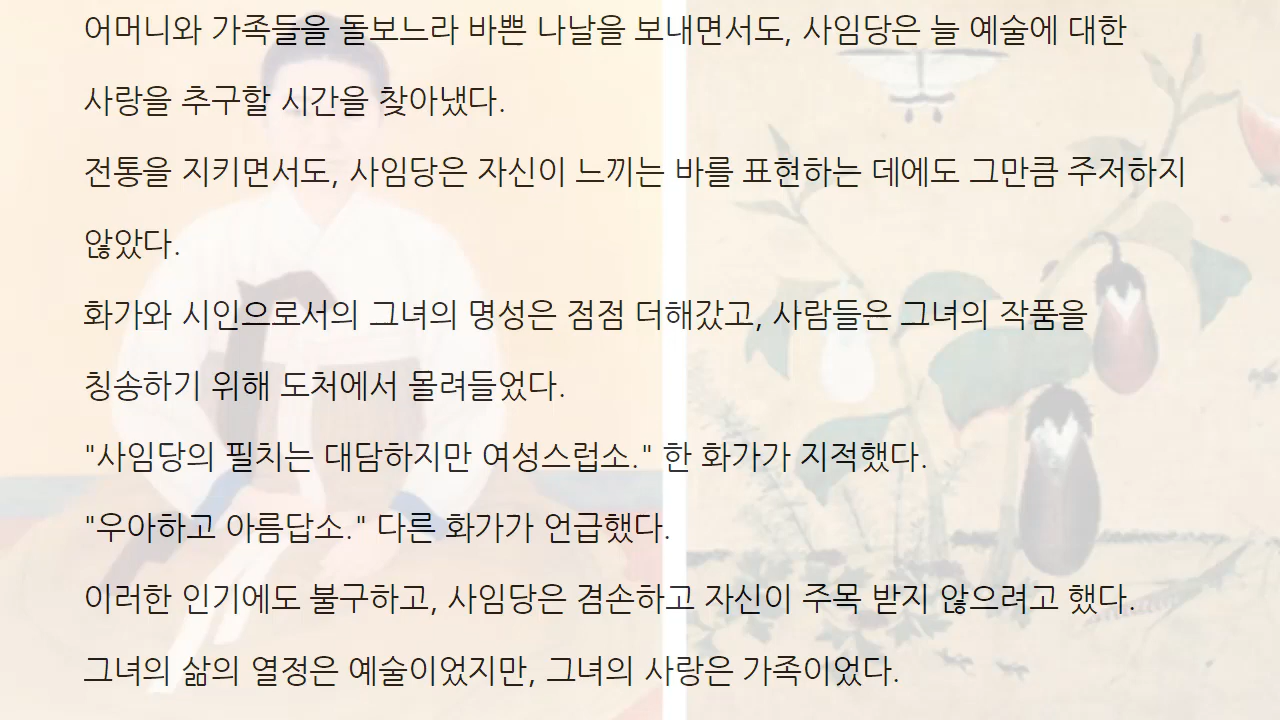 어머니와 가족들을 돌보느라 바쁜 나날을 보내면서도, 사임당은 늘 예술에 대한
사랑을 추구할 시간을 찾아냈다.
전통을 지키면서도, 사임당은 자신이 느끼는 바를 표현하는 데에도 그만큼 주저하지
않았다.
화가와 시인으로서의 그녀의 명성은 점점 더해갔고, 사람들은 그녀의 작품을
칭송하기 위해 도처에서 몰려들었다.
"사임당의 필치는 대담하지만 여성스럽소." 한 화가가 지적했다.
"우아하고 아름답소." 다른 화가가 언급했다.
이러한 인기에도 불구하고, 사임당은 겸손하고 자신이 주목 받지 않으려고 했다.
그녀의 삶의 열정은 예술이었지만, 그녀의 사랑은 가족이었다.